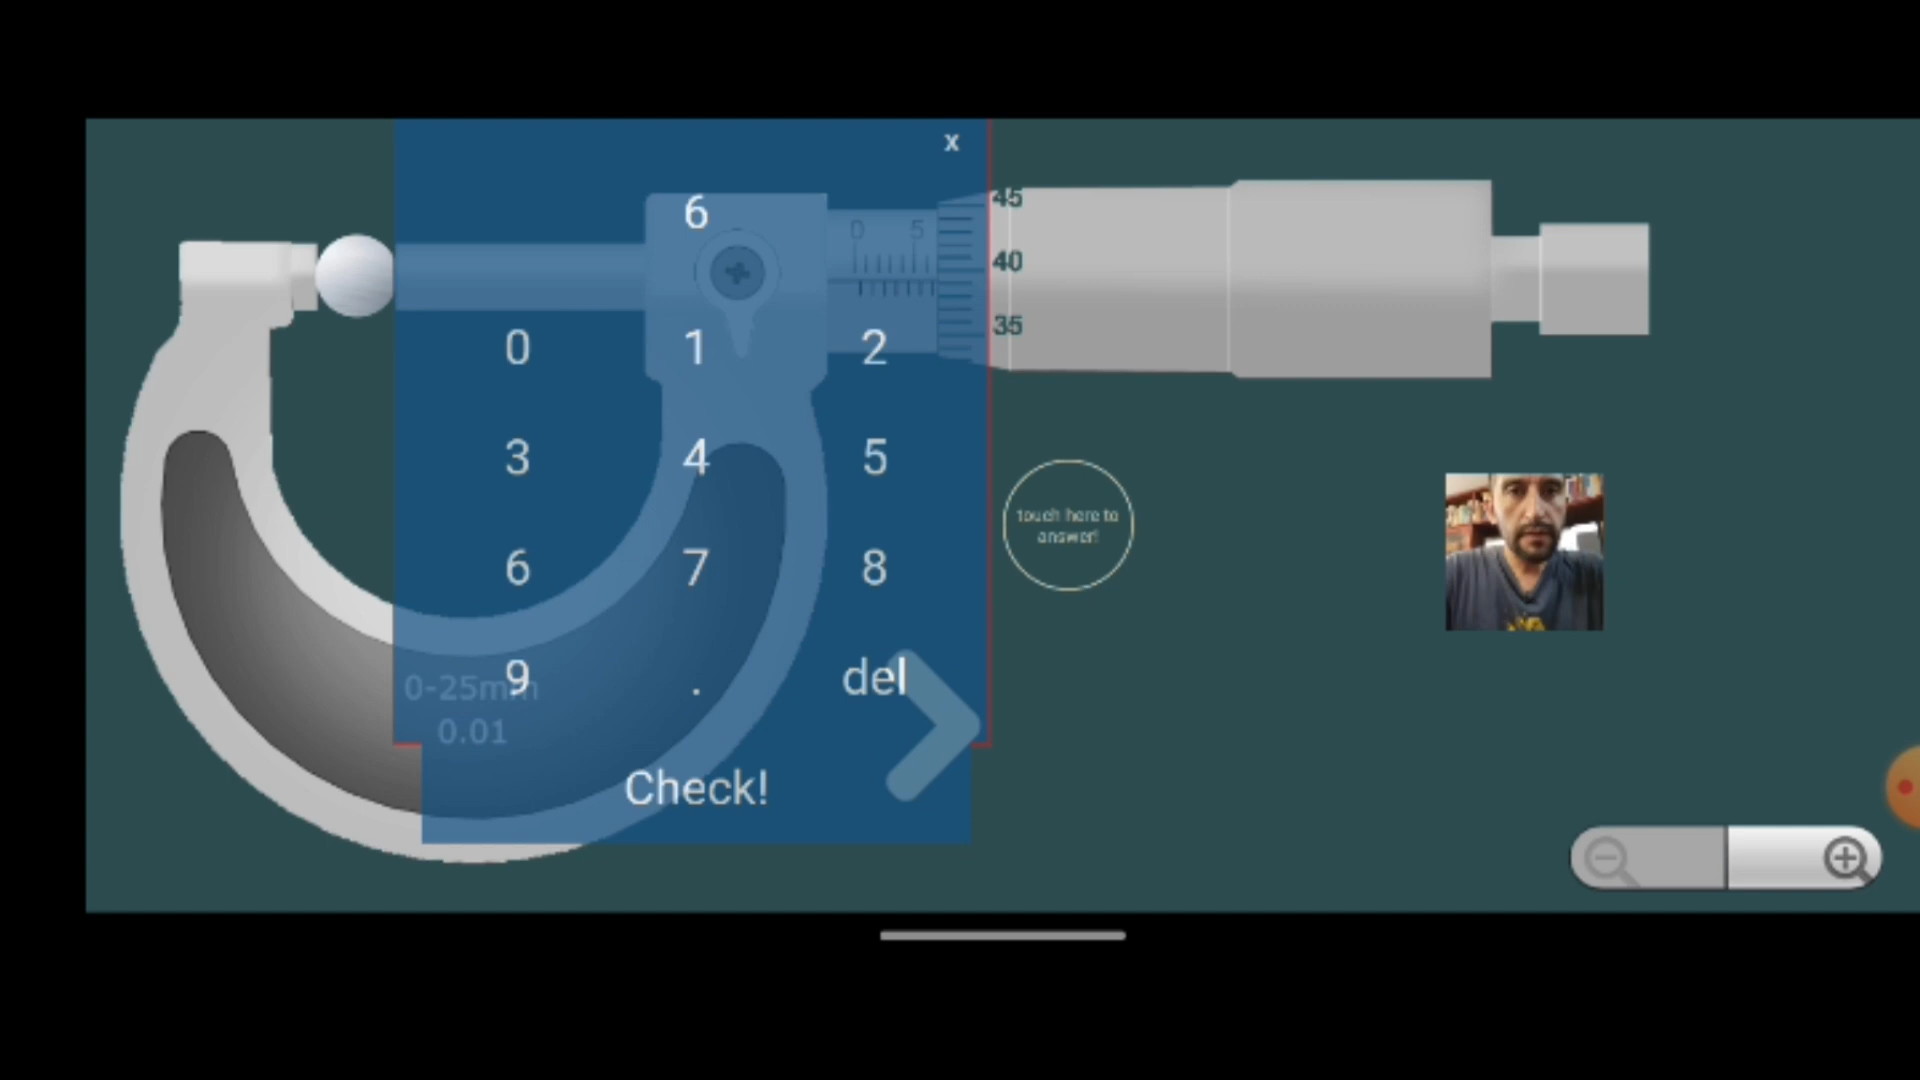 x
6
0 5
45
40
35
0 1 2
3 4 5
touch here to
answer!
6 7 8
9 . del
0-25mm
0.01
Check!